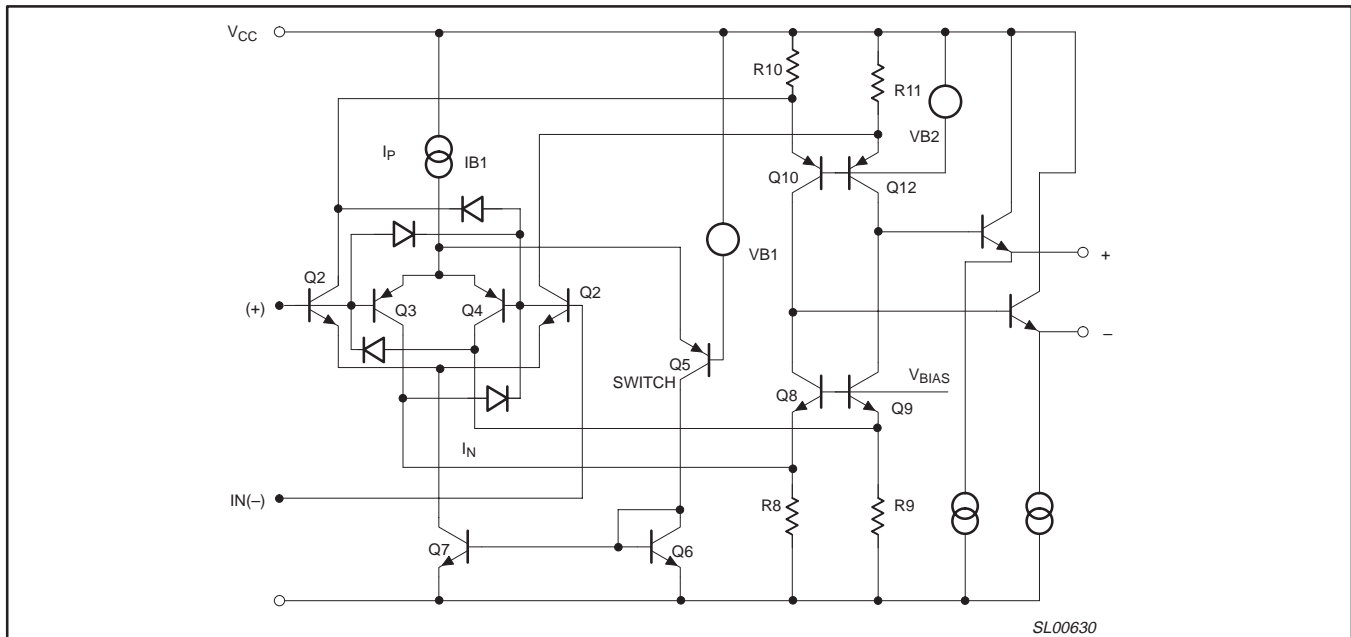 VCC
R10
R11
VB2
IP
IB1
Q10
Q12
VB1
Q2
Q2
+
(+)
Q3
Q4
–
Q5
SWITCH
VBIAS
Q8
Q9
IN
IN(–)
R8
R9
Q7
Q6
SL00630